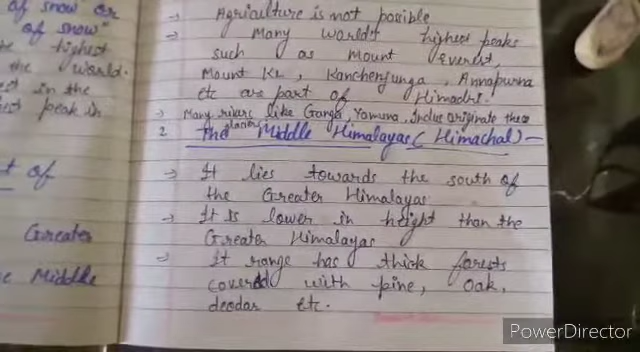 of snow or
of snow"
highest
the world.
in the
peak in
t of
Greater
Middle
→ Agriculture is not possible
→ Many world's highest peaks
such as Mount Everest,
Mount K2, Kanchenjunga, Annapurna
etc are part of Himadri.
→ Many rivers like Ganga, Yamuna, Indus originate these
glacier
2. The Middle Himalayas (Himachal) —
→ It lies towards the south of
the Greater Himalayas
→ It is lower in height than the
Greater Himalayas
→ It range has thick forests
covered with pine, oak,
deodar etc.
PowerDirector